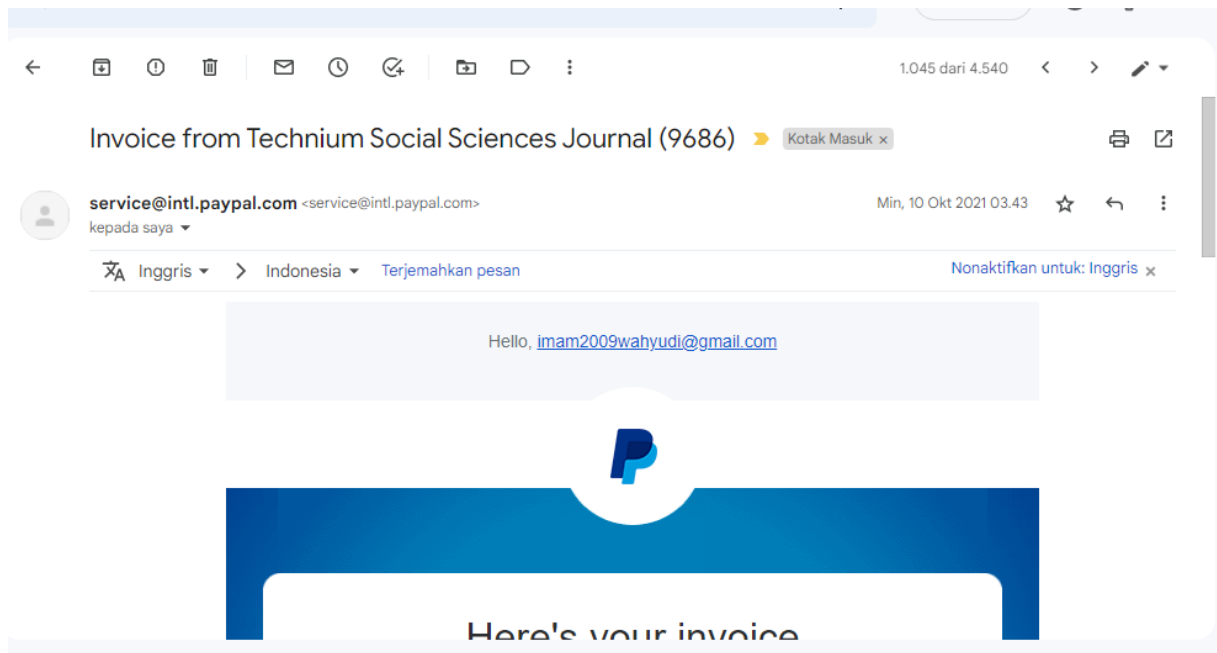 1.045 dari 4.540
Invoice from Technium Social Sciences Journal (9686) Kotak Masuk ×
service@intl.paypal.com <service@intl.paypal.com> Min, 10 Okt 2021 03.43
kepada saya
Inggris > Indonesia Terjemahkan pesan Nonaktifkan untuk: Inggris ×
Hello, imam2009wahyudi@gmail.com
Here's your invoice